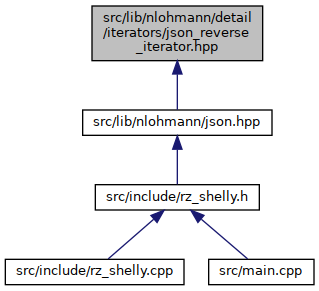 src/lib/nlohmann/detail
/iterators/json_reverse
_iterator.hpp
src/lib/nlohmann/json.hpp
src/include/rz_shelly.h
src/include/rz_shelly.cpp
src/main.cpp